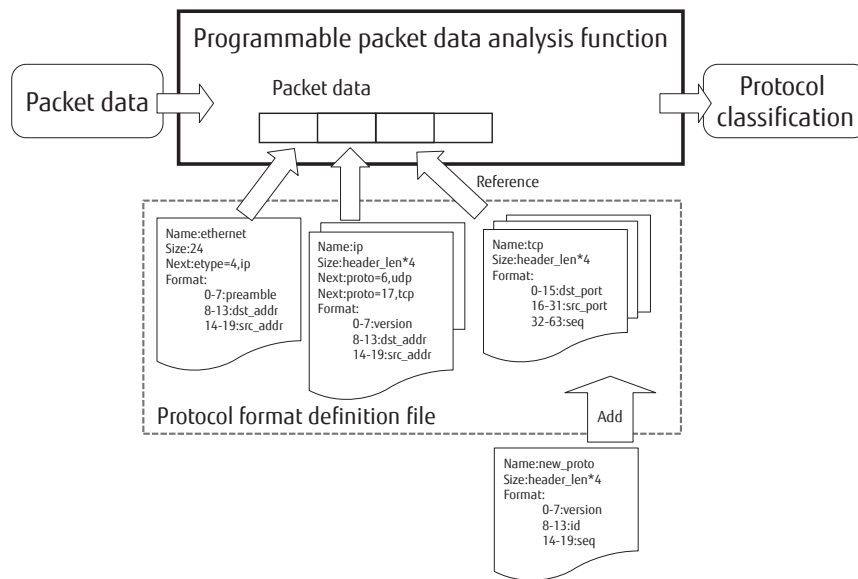 Programmable packet data analysis function
Packet data
Packet data
Protocol
classification
Reference
Name:ethernet
Size:24
Next:etype=4,ip
Format:
0-7:preamble
8-13:dst_addr
14-19:src_addr
Name:ip
Size:header_len*4
Next:proto=6,udp
Next:proto=17,tcp
Format:
0-7:version
8-13:dst_addr
14-19:src_addr
Name:tcp
Size:header_len*4
Format:
0-15:dst_port
16-31:src_port
32-63:seq
Protocol format definition file
Add
Name:new_proto
Size:header_len*4
Format:
0-7:version
8-13:id
14-19:seq